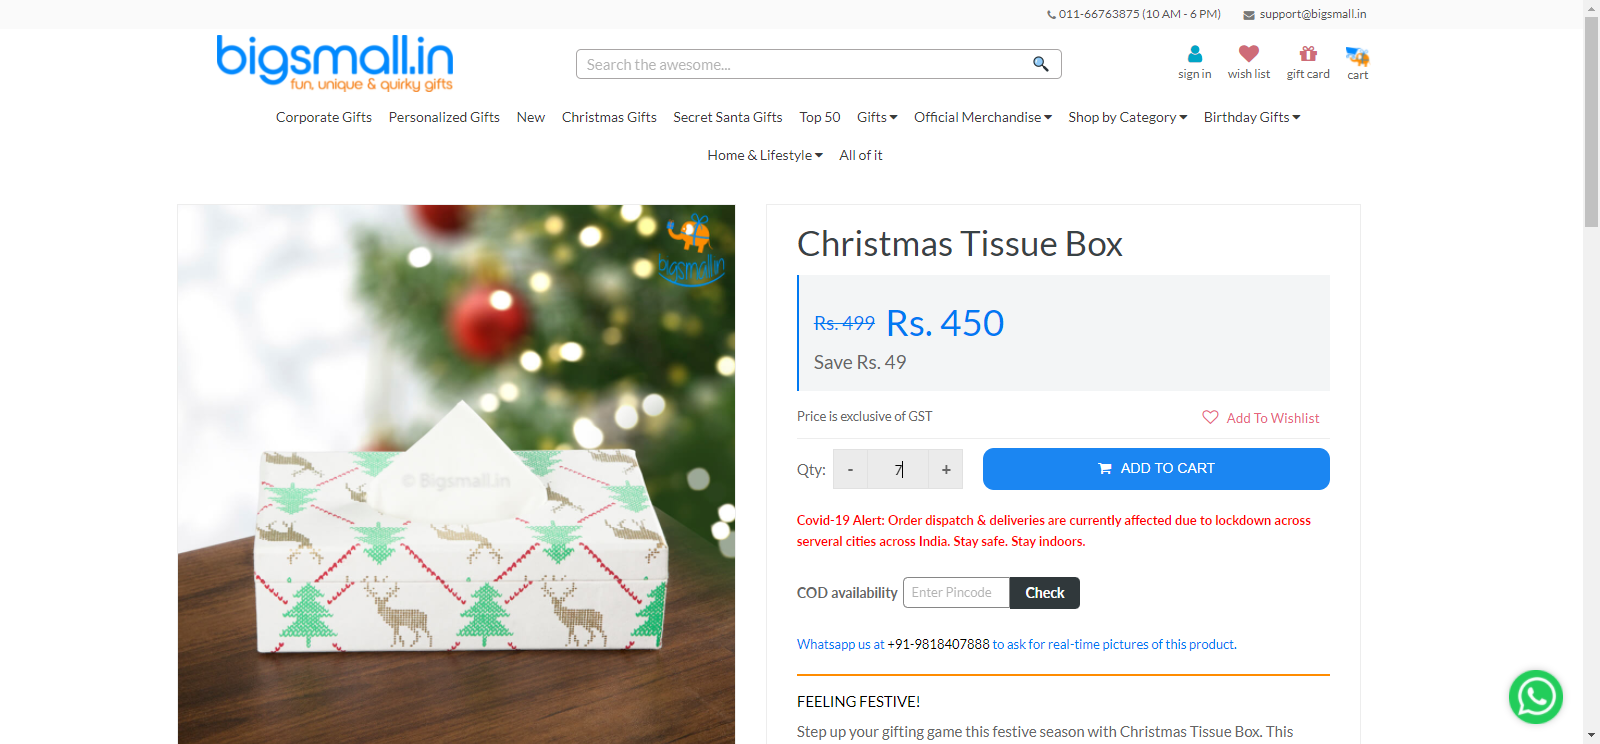 011-66763875 (10 AM - 6 PM) support@bigsmall.in
bigsmall.in
fun, unique & quirky gifts
Search the awesome...
sign in wish list gift card cart
Corporate Gifts Personalized Gifts New Christmas Gifts Secret Santa Gifts Top 50 Gifts Official Merchandise Shop by Category Birthday Gifts
Home & Lifestyle All of it
bigsmall.in
© Bigsmall.in
Christmas Tissue Box
Rs. 499 Rs. 450
Save Rs. 49
Price is exclusive of GST
Add To Wishlist
Qty: - 7 + ADD TO CART
Covid-19 Alert: Order dispatch & deliveries are currently affected due to lockdown across
serveral cities across India. Stay safe. Stay indoors.
COD availability Enter Pincode Check
Whatsapp us at +91-9818407888 to ask for real-time pictures of this product.
FEELING FESTIVE!
Step up your gifting game this festive season with Christmas Tissue Box. This